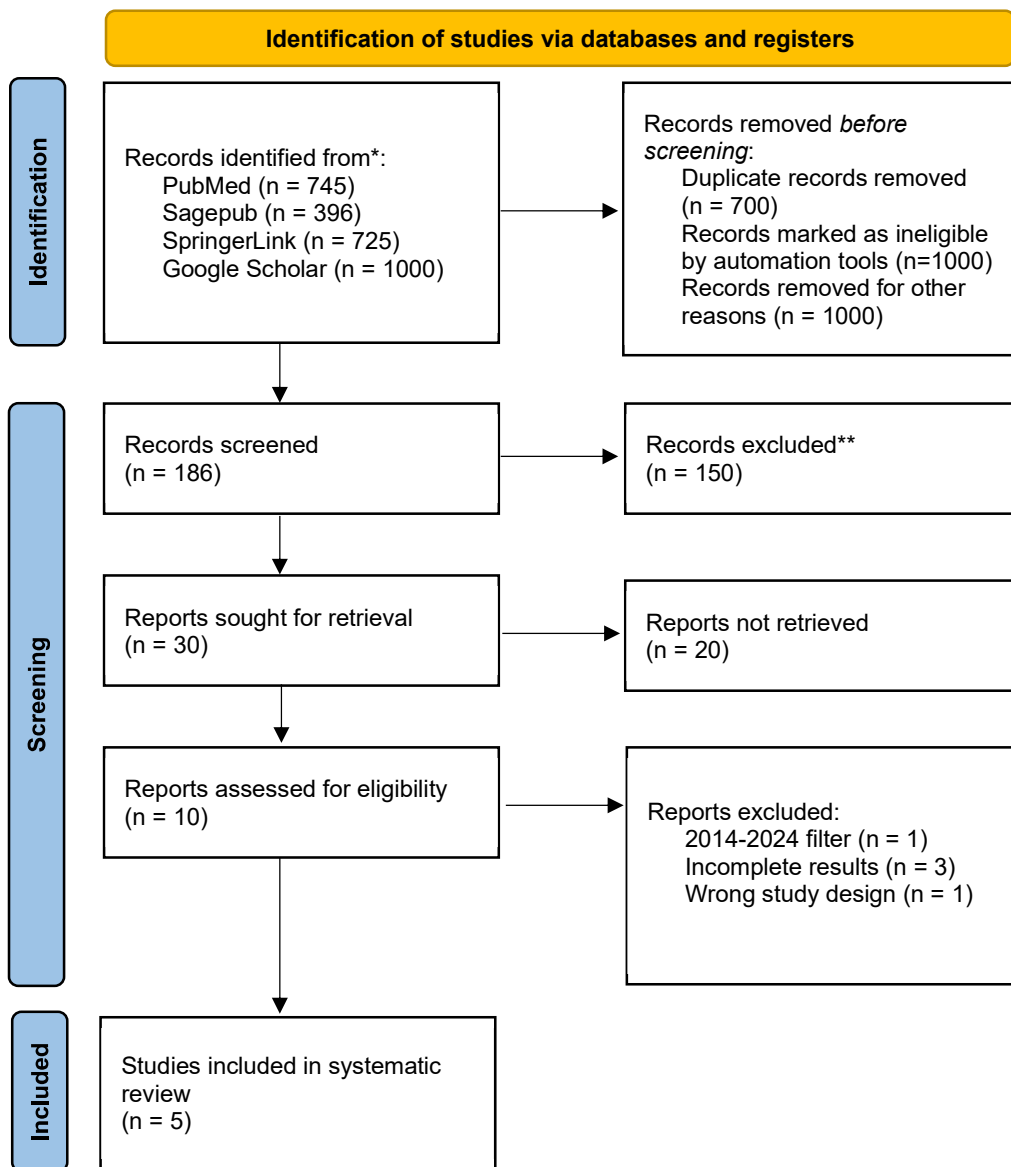 Identification of studies via databases and registers
Identification
Records identified from*:
PubMed (n = 745)
Sagepub (n = 396)
SpringerLink (n = 725)
Google Scholar (n = 1000)
Records removed before
screening:
Duplicate records removed
(n = 700)
Records marked as ineligible
by automation tools (n=1000)
Records removed for other
reasons (n = 1000)
Screening
Records screened
(n = 186)
Records excluded**
(n = 150)
Reports sought for retrieval
(n = 30)
Reports not retrieved
(n = 20)
Reports assessed for eligibility
(n = 10)
Reports excluded:
2014-2024 filter (n = 1)
Incomplete results (n = 3)
Wrong study design (n = 1)
Included
Studies included in systematic
review
(n = 5)